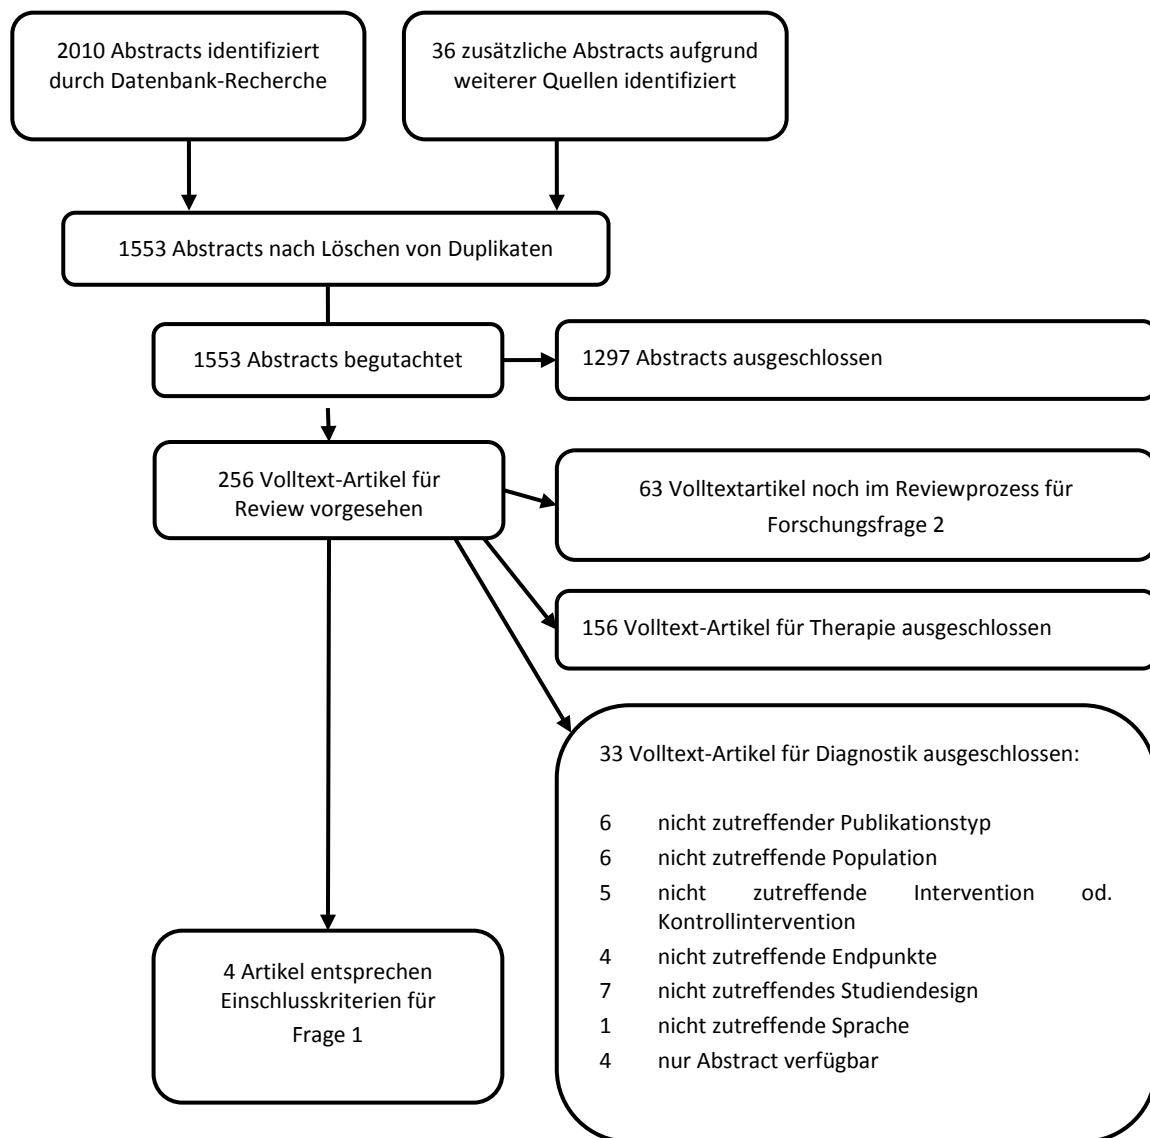 2010 Abstracts identifiziert
durch Datenbank-Recherche
36 zusätzliche Abstracts aufgrund
weiterer Quellen identifiziert
1553 Abstracts nach Löschen von Duplikaten
1553 Abstracts begutachtet
1297 Abstracts ausgeschlossen
256 Volltext-Artikel für
Review vorgesehen
63 Volltextartikel noch im Reviewprozess für
Forschungsfrage 2
156 Volltext-Artikel für Therapie ausgeschlossen
33 Volltext-Artikel für Diagnostik ausgeschlossen:
6 nicht zutreffender Publikationstyp
6 nicht zutreffende Population
5 nicht zutreffende Intervention od.
Kontrollintervention
4 nicht zutreffende Endpunkte
7 nicht zutreffendes Studiendesign
1 nicht zutreffende Sprache
4 nur Abstract verfügbar
4 Artikel entsprechen
Einschlusskriterien für
Frage 1